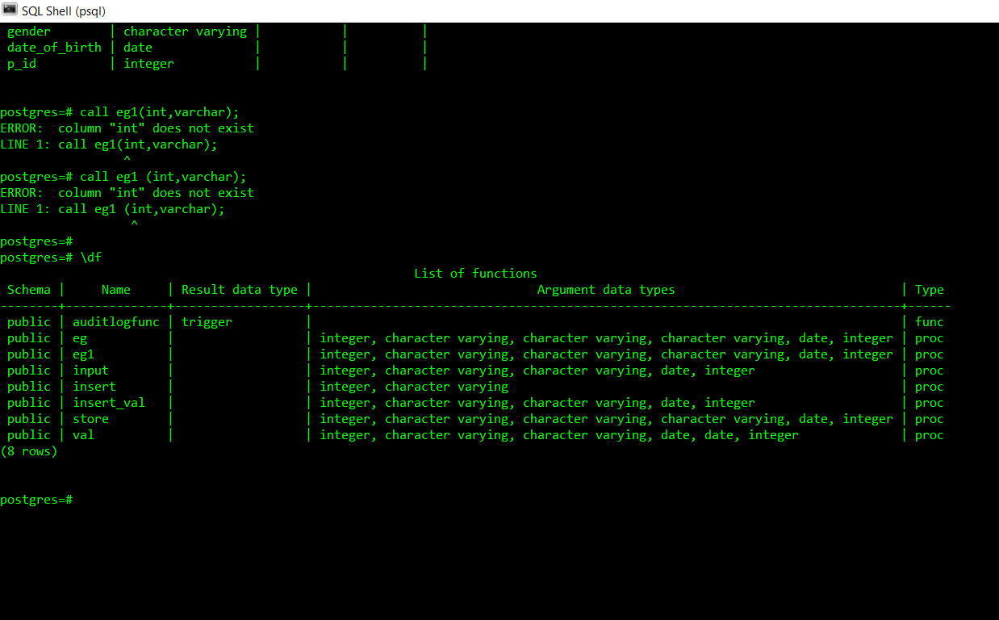 SQL Shell (psql)
 gender        | character varying |           |          |
 date_of_birth | date              |           |          |
 p_id          | integer           |           |          |
postgres=# call eg1(int,varchar);
ERROR:  column "int" does not exist
LINE 1: call eg1(int,varchar);
                 ^
postgres=# call eg1 (int,varchar);
ERROR:  column "int" does not exist
LINE 1: call eg1 (int,varchar);
                  ^
postgres=#
postgres=# \df
                                                         List of functions
 Schema |     Name     | Result data type |                               Argument data types                               | Type
--------+--------------+------------------+---------------------------------------------------------------------------------+------
 public | auditlogfunc | trigger          |                                                                                 | func
 public | eg           |                  | integer, character varying, character varying, character varying, date, integer | proc
 public | eg1          |                  | integer, character varying, character varying, character varying, date, integer | proc
 public | input        |                  | integer, character varying, character varying, date, integer                    | proc
 public | insert       |                  | integer, character varying                                                      | proc
 public | insert_val   |                  | integer, character varying, character varying, date, integer                    | proc
 public | store        |                  | integer, character varying, character varying, character varying, date, integer | proc
 public | val          |                  | integer, character varying, character varying, date, date, integer              | proc
(8 rows)
postgres=#